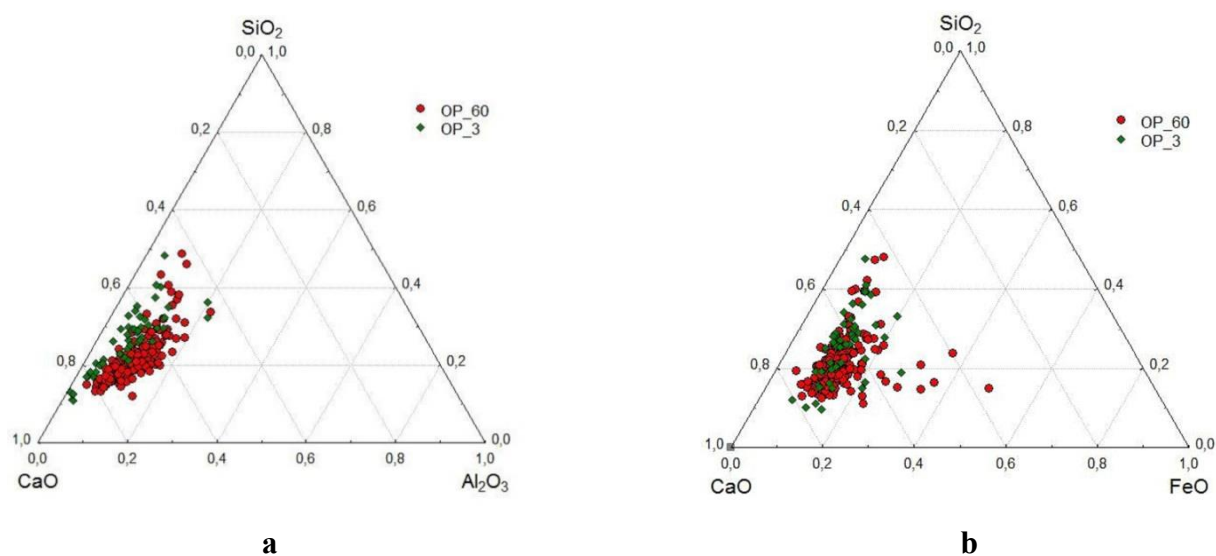 SiO₂
0,0 1,0
OP_60
OP_3
0,2 0,8
0,4 0,6
0,6 0,4
0,8 0,2
1,0 0,0
0,0 0,2 0,4 0,6 0,8 1,0
CaO Al₂O₃
a
SiO₂
0,0 1,0
OP_60
OP_3
0,2 0,8
0,4 0,6
0,6 0,4
0,8 0,2
1,0 0,0
0,0 0,2 0,4 0,6 0,8 1,0
CaO FeO
b